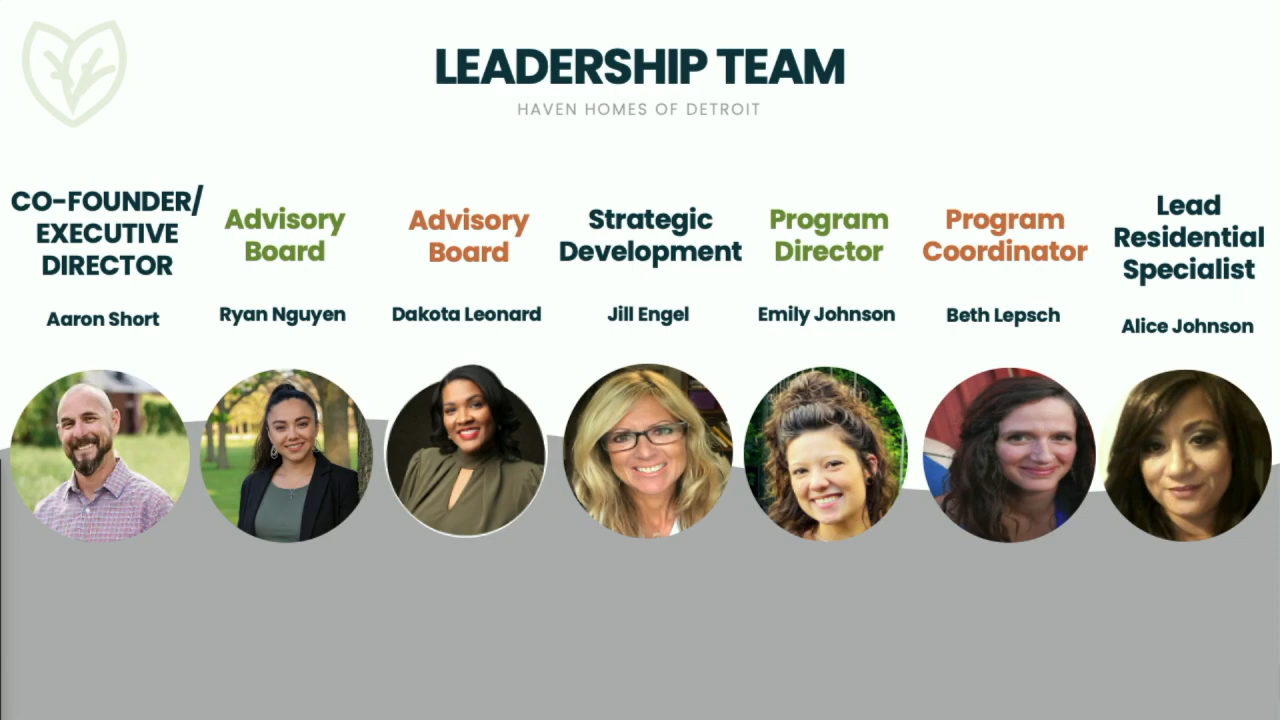 LEADERSHIP TEAM
HAVEN HOMES OF DETROIT
CO-FOUNDER/
EXECUTIVE
DIRECTOR
Aaron Short
Advisory
Board
Ryan Nguyen
Advisory
Board
Dakota Leonard
Strategic
Development
Jill Engel
Program
Director
Emily Johnson
Program
Coordinator
Beth Lepsch
Lead
Residential
Specialist
Alice Johnson